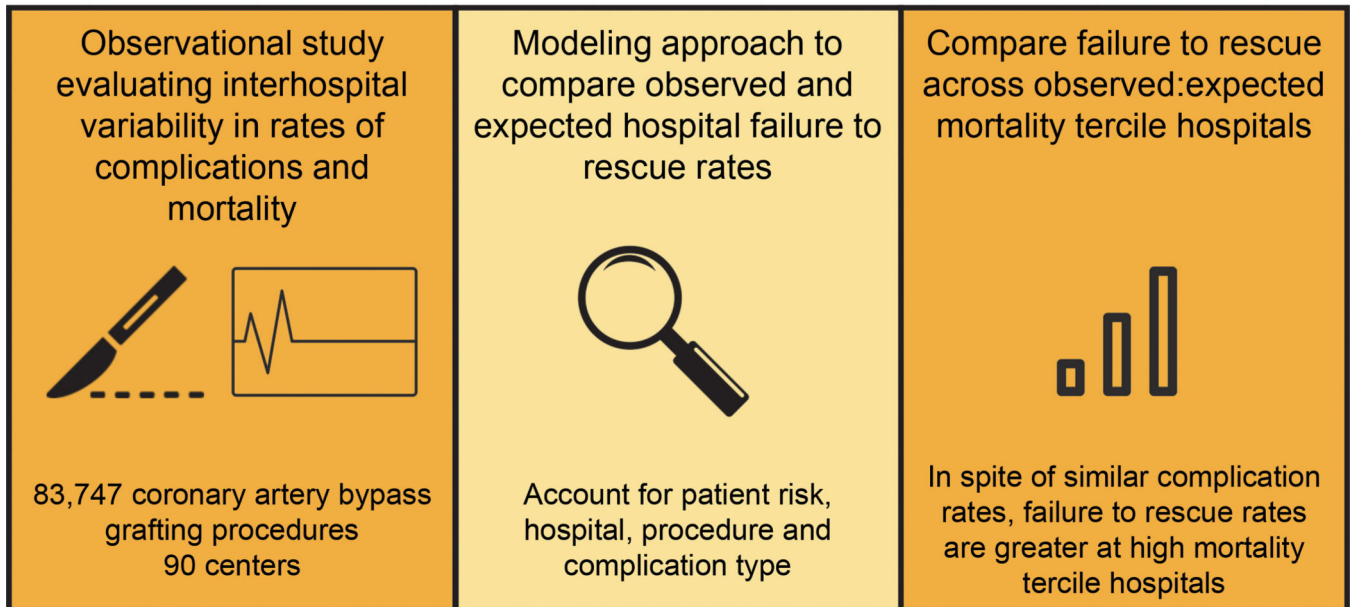 Observational study
evaluating interhospital
variability in rates of
complications and
mortality
83,747 coronary artery bypass
grafting procedures
90 centers
Modeling approach to
compare observed and
expected hospital failure to
rescue rates
Account for patient risk,
hospital, procedure and
complication type
Compare failure to rescue
across observed:expected
mortality tercile hospitals
In spite of similar complication
rates, failure to rescue rates
are greater at high mortality
tercile hospitals